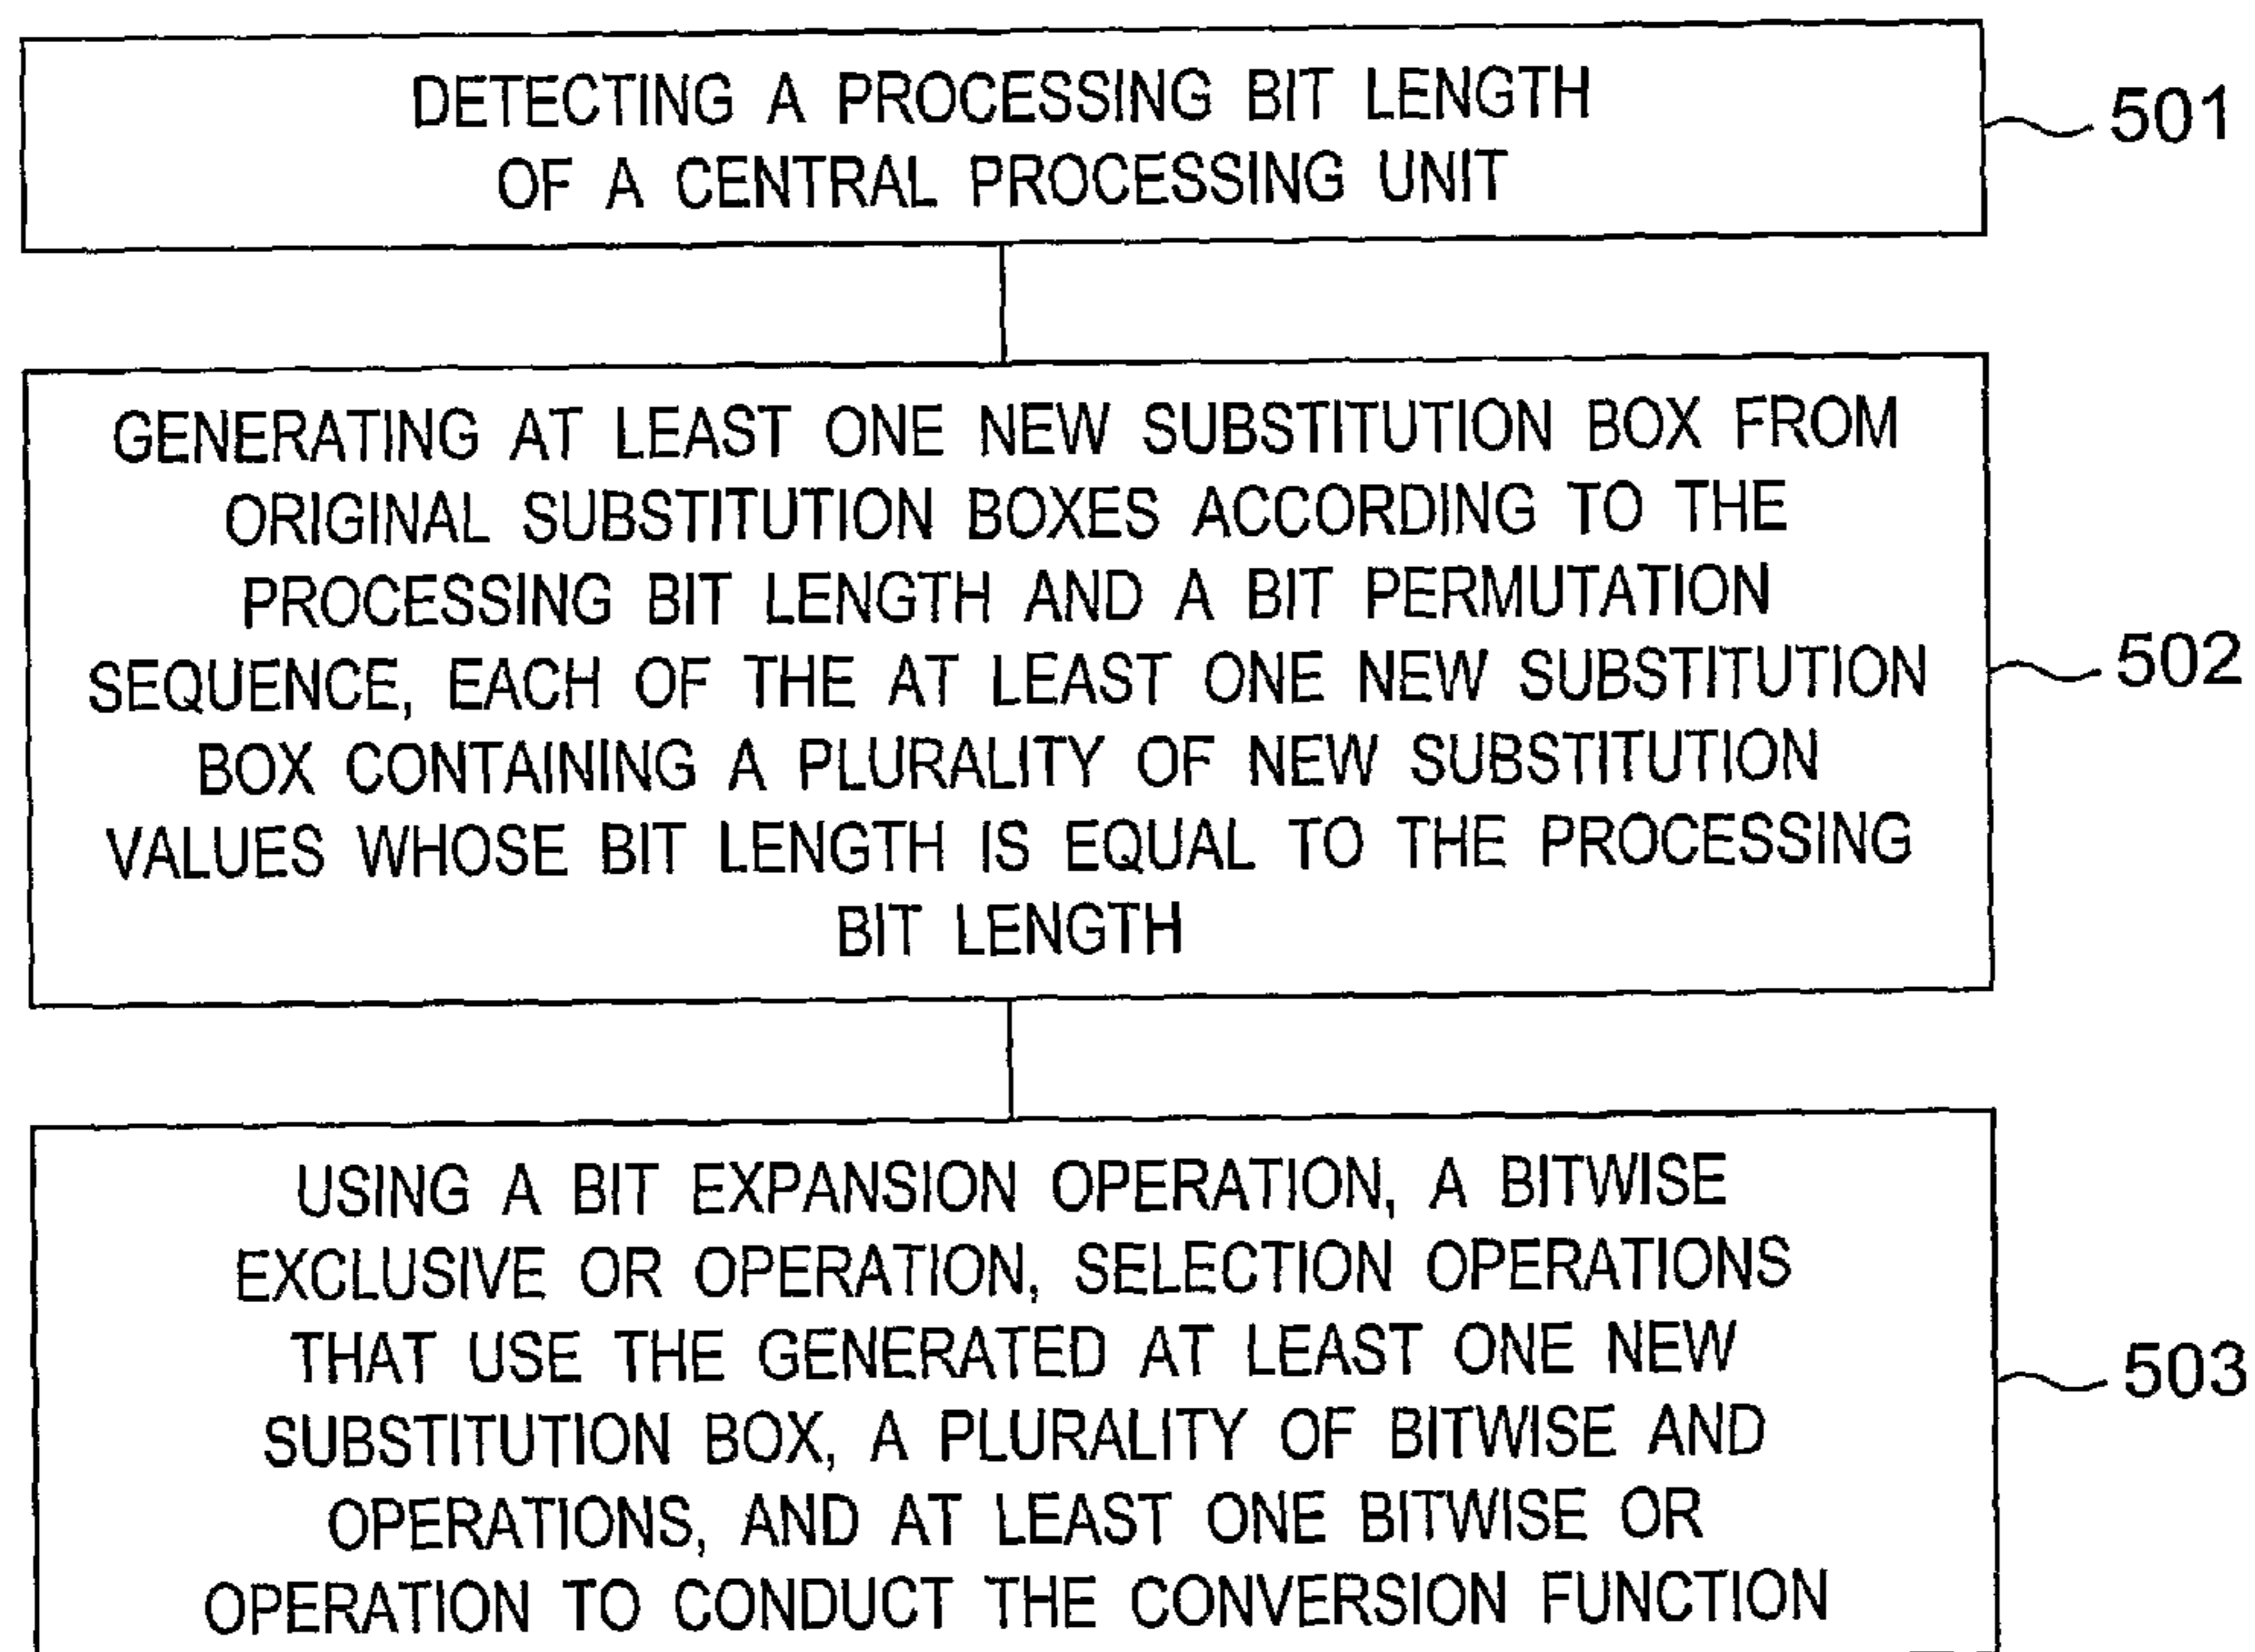 DETECTING A PROCESSING BIT LENGTH
OF A CENTRAL PROCESSING UNIT
501
GENERATING AT LEAST ONE NEW SUBSTITUTION BOX FROM
ORIGINAL SUBSTITUTION BOXES ACCORDING TO THE
PROCESSING BIT LENGTH AND A BIT PERMUTATION
SEQUENCE, EACH OF THE AT LEAST ONE NEW SUBSTITUTION
BOX CONTAINING A PLURALITY OF NEW SUBSTITUTION
VALUES WHOSE BIT LENGTH IS EQUAL TO THE PROCESSING
BIT LENGTH
502
USING A BIT EXPANSION OPERATION, A BITWISE
EXCLUSIVE OR OPERATION, SELECTION OPERATIONS
THAT USE THE GENERATED AT LEAST ONE NEW
SUBSTITUTION BOX, A PLURALITY OF BITWISE AND
OPERATIONS, AND AT LEAST ONE BITWISE OR
OPERATION TO CONDUCT THE CONVERSION FUNCTION
503